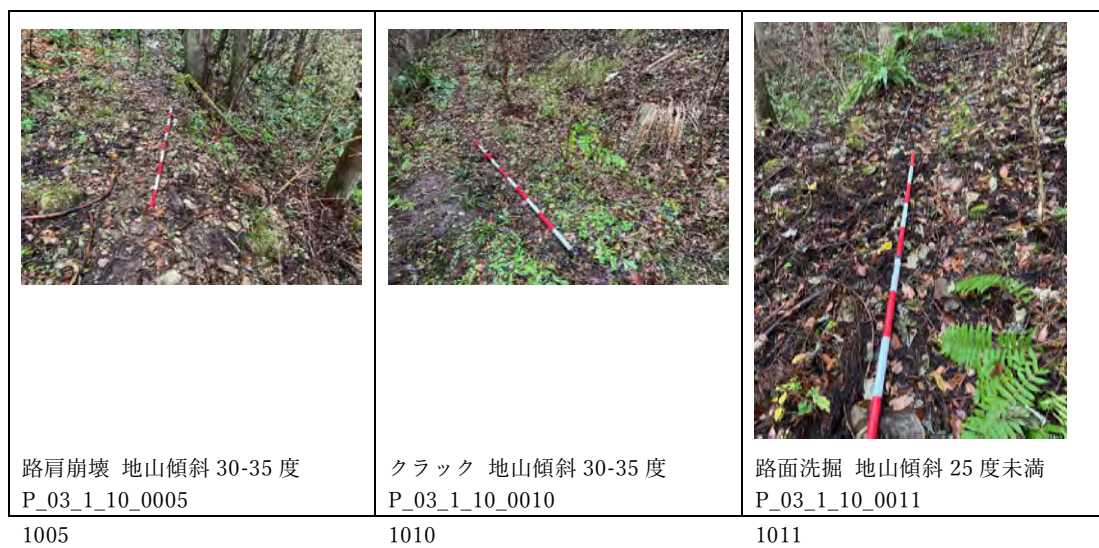 路肩崩壊 地山傾斜 30-35 度
P_03_1_10_0005
クラック 地山傾斜 30-35 度
P_03_1_10_0010
路面洗掘 地山傾斜 25 度未満
P_03_1_10_0011
1005
1010
1011